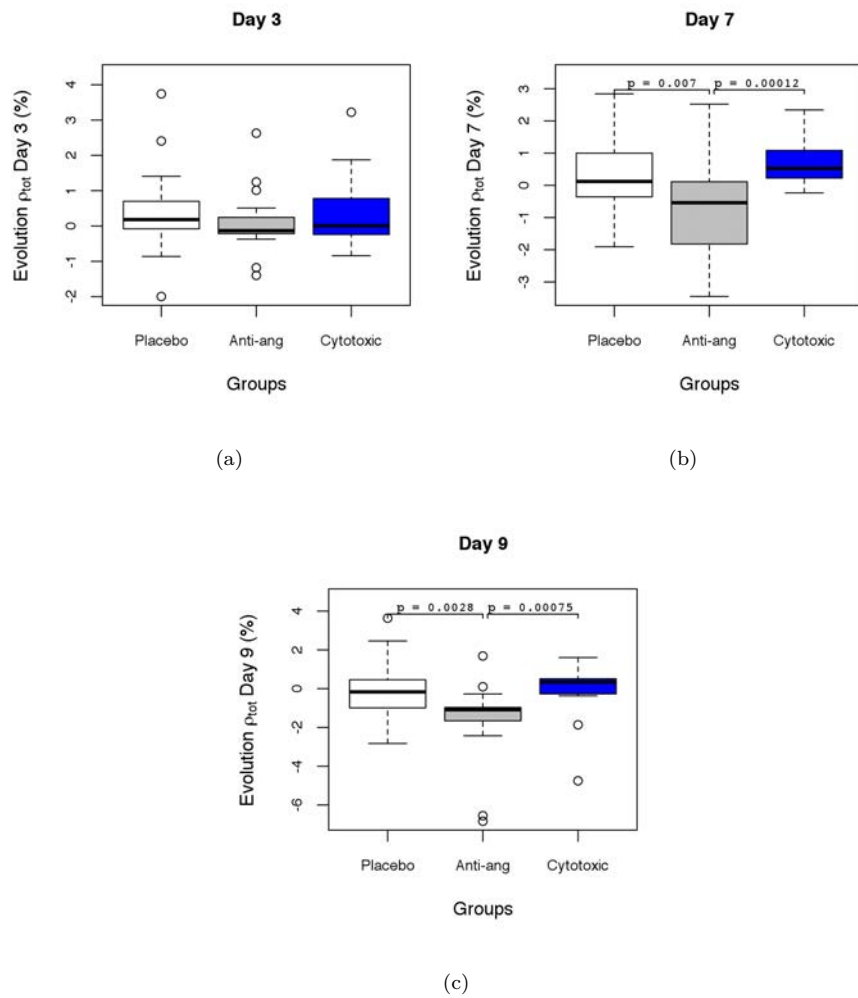 Day 3
Evolution ρtot Day 3 (%)
4
3
2
1
0
-1
-2
Placebo Anti-ang Cytotoxic
Groups
(a)
Day 7
Evolution ρtot Day 7 (%)
p = 0.007 p = 0.00012
3
2
1
0
-1
-2
-3
Placebo Anti-ang Cytotoxic
Groups
(b)
Day 9
Evolution ρtot Day 9 (%)
p = 0.0028 p = 0.00075
4
2
0
-2
-4
-6
Placebo Anti-ang Cytotoxic
Groups
(c)